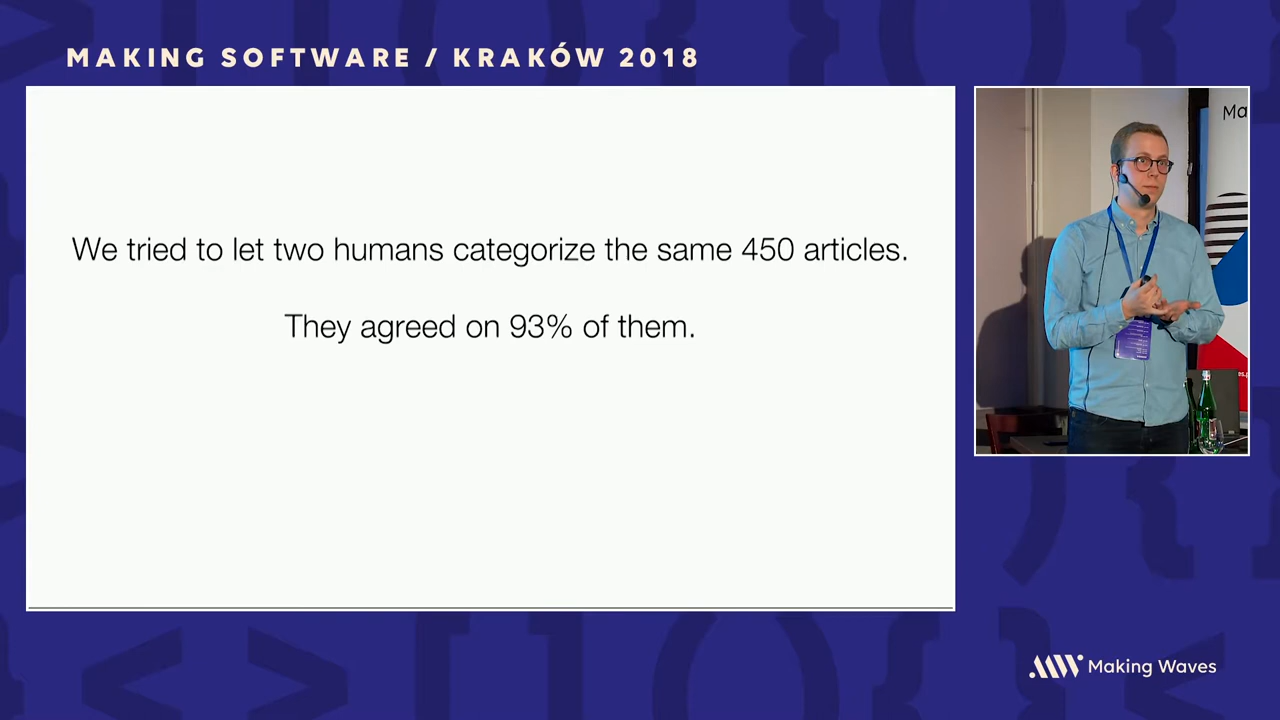 MAKING SOFTWARE / KRAKÓW 2018
We tried to let two humans categorize the same 450 articles.
They agreed on 93% of them.
Ma
Making Waves